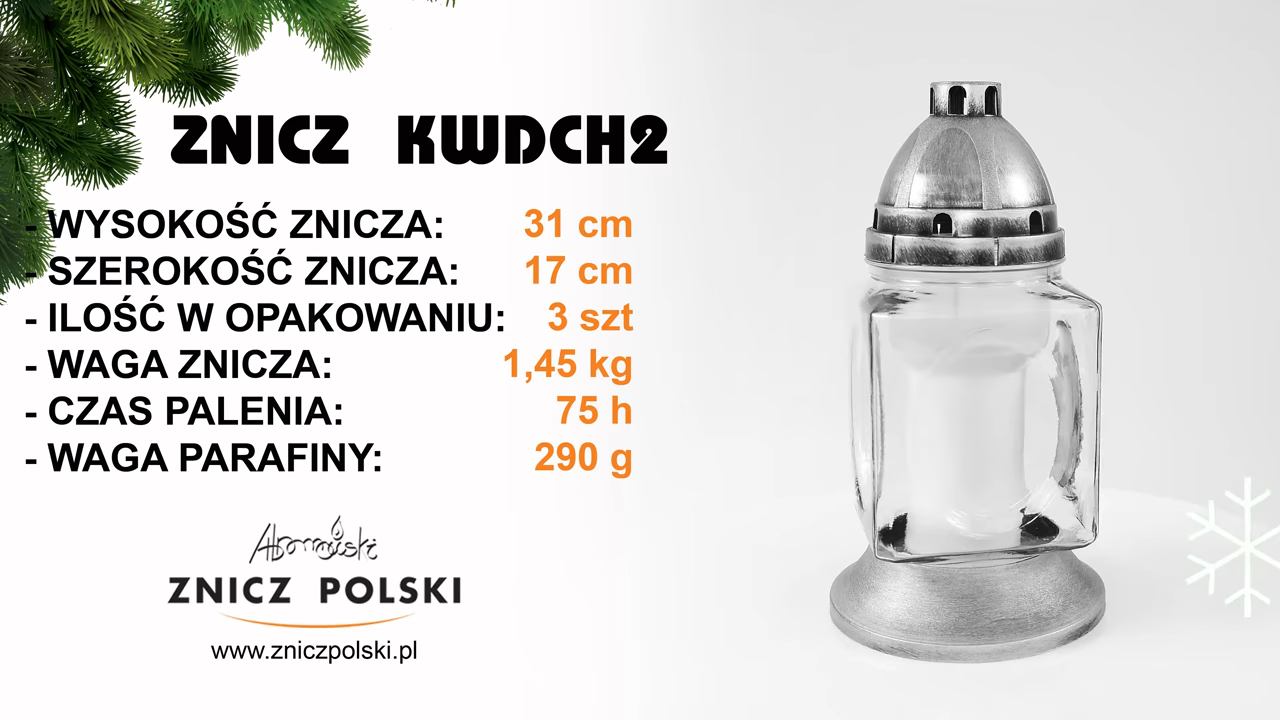 ZNICZ KWDCH2
- WYSOKOŚĆ ZNICZA: 31 cm
- SZEROKOŚĆ ZNICZA: 17 cm
- ILOŚĆ W OPAKOWANIU: 3 szt
- WAGA ZNICZA: 1,45 kg
- CZAS PALENIA: 75 h
- WAGA PARAFINY: 290 g
ZNICZ POLSKI
www.zniczpolski.pl